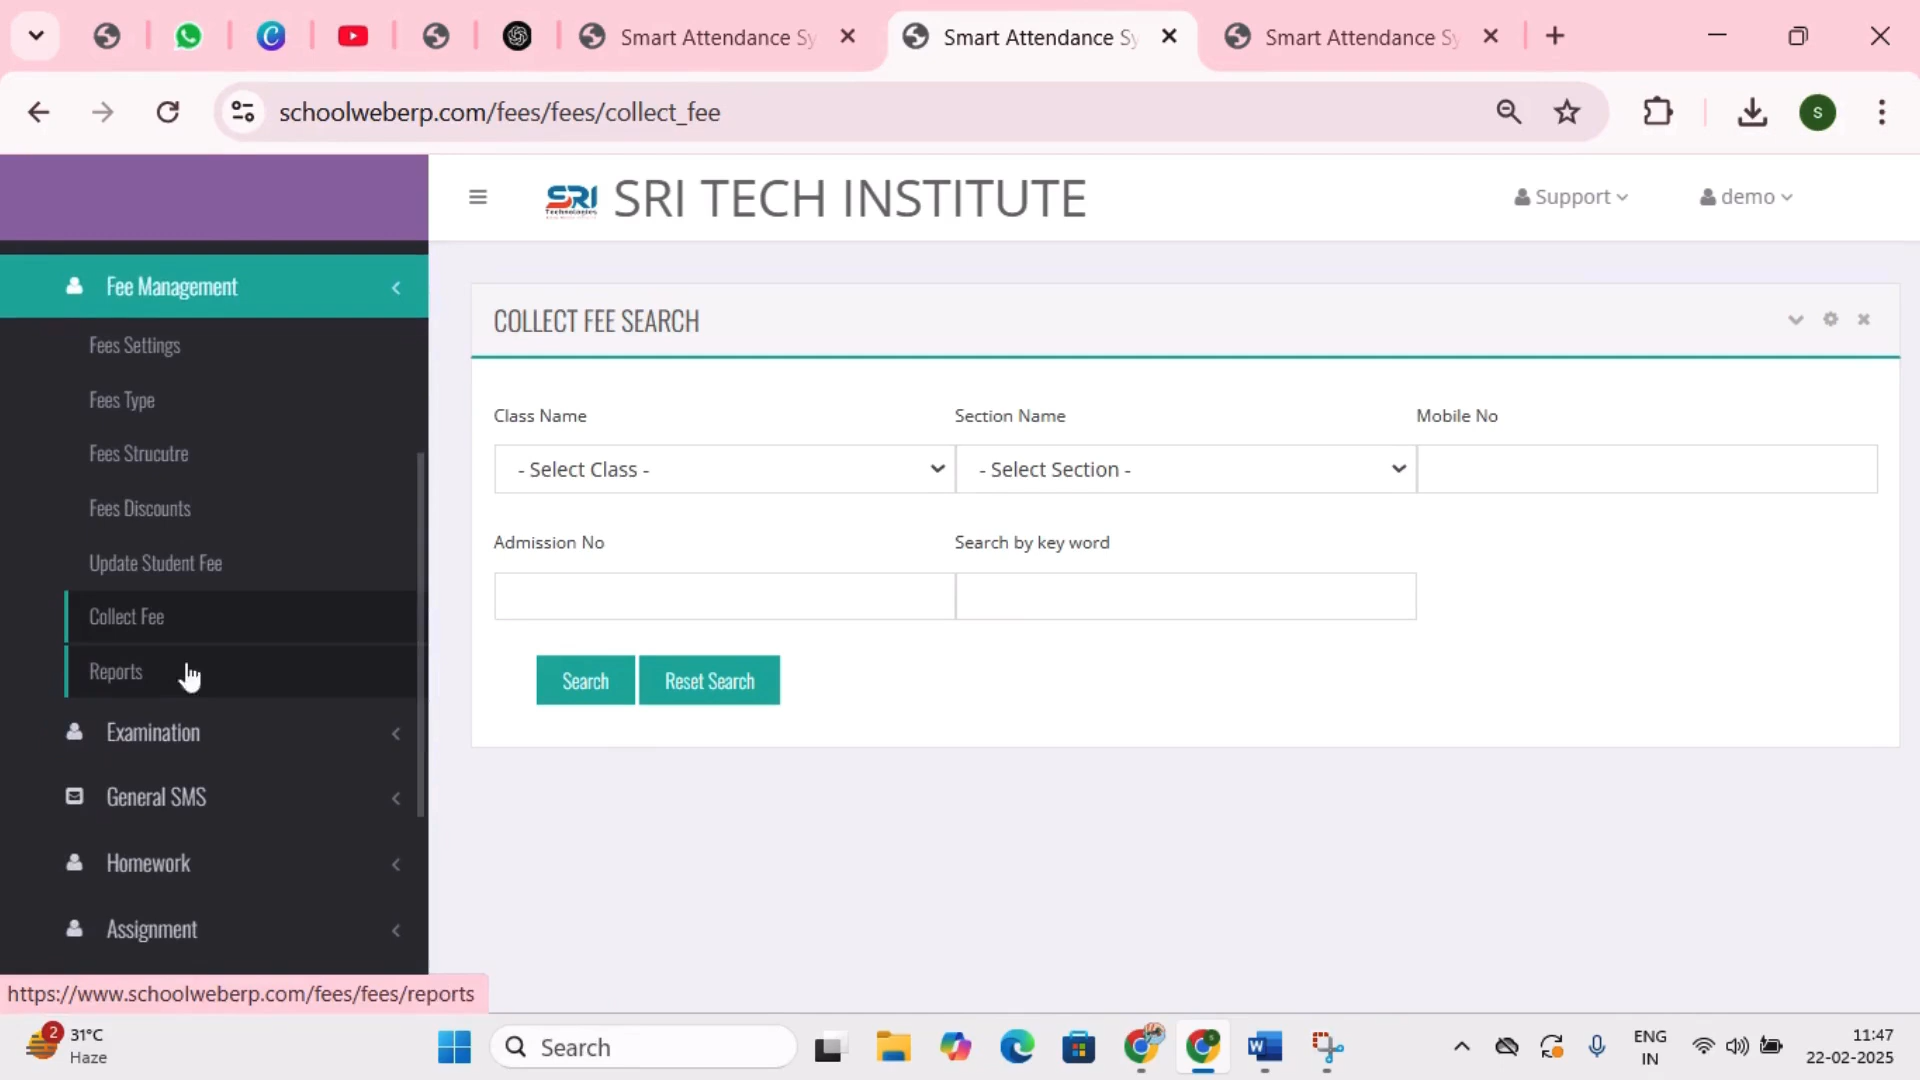 Smart Attendance Sy
Smart Attendance Sy
Smart Attendance Sy
schoolweberp.com/fees/fees/collect_fee
S
SRI
Technologies
SRI TECH INSTITUTE
Support
demo
Fee Management
Fees Settings
Fees Type
Fees Strucutre
Fees Discounts
Update Student Fee
Collect Fee
Reports
Examination
General SMS
Homework
Assignment
COLLECT FEE SEARCH
Class Name
Section Name
Mobile No
- Select Class -
- Select Section -
Admission No
Search by key word
Search
Reset Search
https://www.schoolweberp.com/fees/fees/reports
2
31°C
Haze
Search
ENG
IN
11:47
22-02-2025